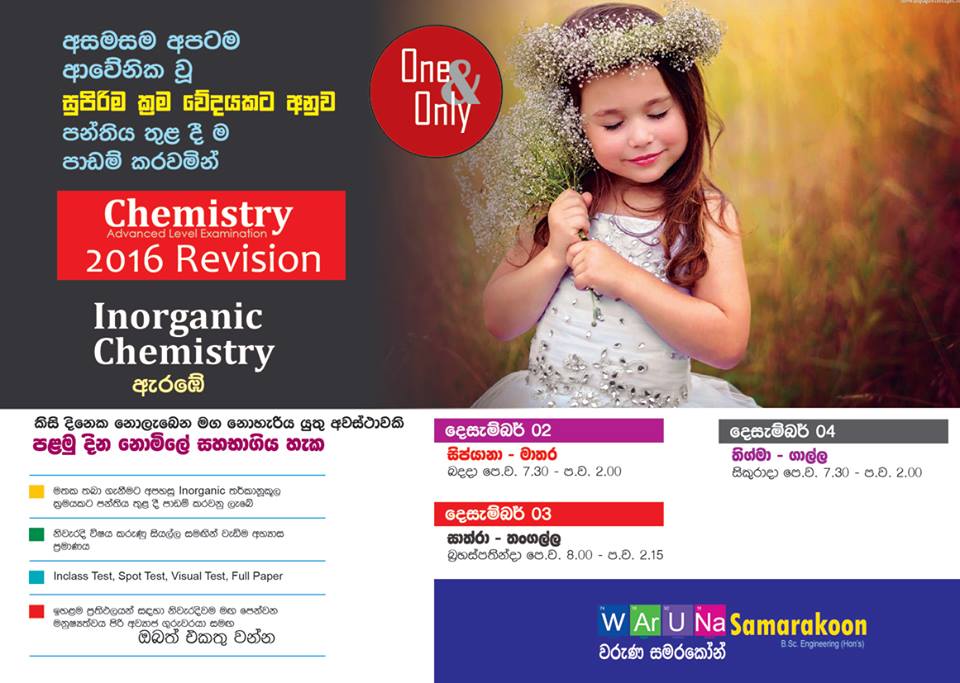 අසමසම අපටම
ආවේනික වූ
සුපිරිම ක්‍රම වේදයකට අනුව
පන්තිය තුළ දී ම
පාඩම් කරවමින්
One &
Only
Chemistry
Advanced Level Examination
2016 Revision
Inorganic
Chemistry
ඇරඹේ
කිසි දිනෙක නොලැබෙන මග නොහැරිය යුතු අවස්ථාවකි
පළමු දින නොමිලේ සහභාගිය හැක
මතක තබා ගැනීමට අපහසු Inorganic තර්කානුකූල
ක්‍රමයකට පන්තිය තුළ දී පාඩම් කරවනු ලැබේ
නිවැරදි විෂය කරුණු සියල්ල සමඟින් වැඩිම අභ්‍යාස
ප්‍රමාණය
Inclass Test, Spot Test, Visual Test, Full Paper
ඉහළම ප්‍රතිඵලයන් සඳහා නිවැරදිවම මඟ පෙන්වන
මනුෂ්‍යත්වය පිරි අව්‍යාජ ගුරුවරයා සමඟ
ඔබත් එකතු වන්න
දෙසැම්බර් 02
සිප්යානා - මාතර
බදාදා පෙ.ව. 7.30 - ප.ව. 2.00
දෙසැම්බර් 03
සාත්රා - තංගල්ල
බ්‍රහස්පතින්දා පෙ.ව. 8.00 - ප.ව. 2.15
දෙසැම්බර් 04
සිග්මා - ගාල්ල
සිකුරාදා පෙ.ව. 7.30 - ප.ව. 2.00
W Ar U Na Samarakoon
B.Sc. Engineering (Hon's)
වරුණ සමරකෝන්